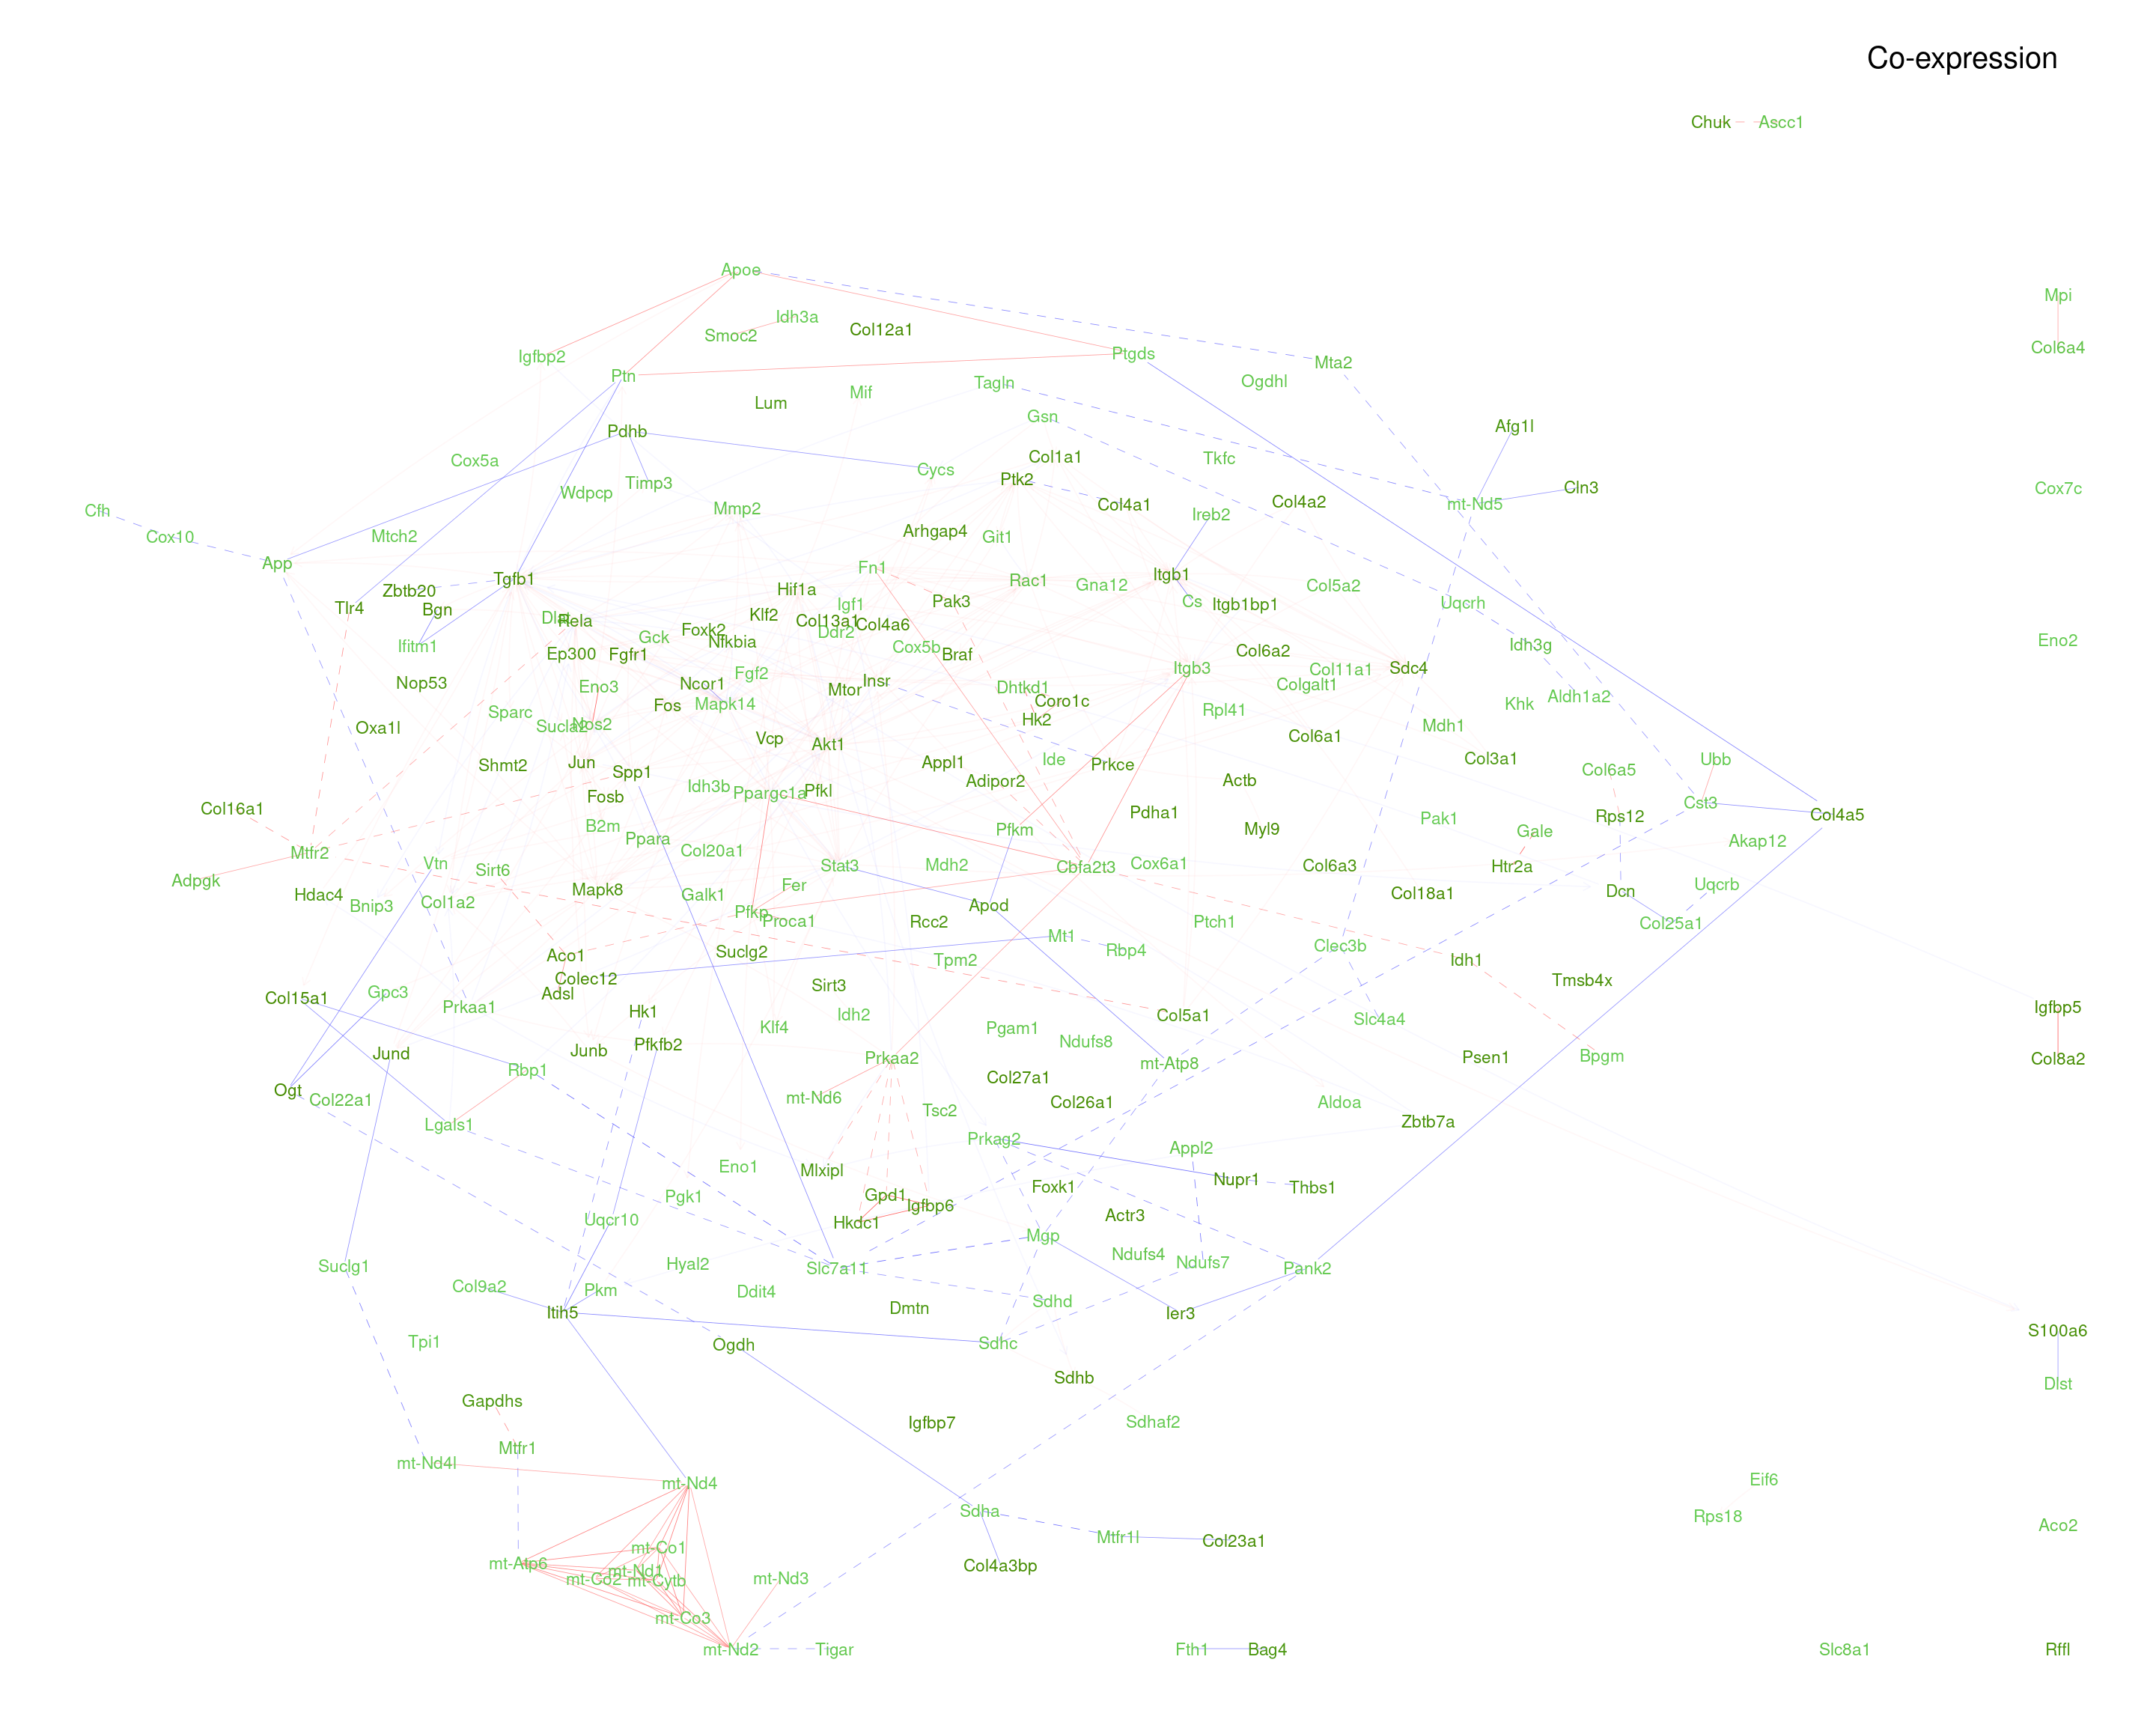 Co-expression
Chuk
Ascc1
Apoe
Mpi
Idh3a
Smoc2
Col12a1
Col6a4
Igfbp2
Ptgds
Mta2
Ptn
Tagln
Ogdhl
Mif
Lum
Gsn
Afg1l
Pdhb
Cox5a
Col1a1
Tkfc
Cycs
Ptk2
Wdpcp
Timp3
Cln3
Cox7c
Cfh
Mmp2
Col4a1
Col4a2
mt-Nd5
Ireb2
Cox10
Mtch2
Arhgap4
Git1
App
Fn1
Tgfb1
Rac1
Itgb1
Gna12
Col5a2
Zbtb20
Hif1a
Tlr4
Bgn
Igf1
Pak3
Cs
Itgb1bp1
Uqcrh
Klf2
Rela
Col13a1
Col4a6
Foxk2
Ddr2
Gck
Nfkbia
Ifitm1
Cox5b
Idh3g
Eno2
Ep300
Fgfr1
Braf
Col6a2
Fgf2
Itgb3
Col11a1
Sdc4
Nop53
Eno3
Ncor1
Mtor
Insr
Dhtkd1
Colgalt1
Aldh1a2
Fos
Mapk14
Coro1c
Khk
Sparc
Sucla2
Nos2
Hk2
Rpl41
Mdh1
Oxa1l
Vcp
Akt1
Col6a1
Shmt2
Jun
Spp1
Appl1
Ide
Prkce
Col3a1
Ubb
Col6a5
Idh3b
Ppargc1a
Pfkl
Adipor2
Actb
Fosb
Cst3
Col16a1
Pdha1
Rps12
Col4a5
B2m
Ppara
Pfkm
Myl9
Pak1
Gale
Akap12
Mtfr2
Col20a1
Vtn
Sirt6
Stat3
Mdh2
Cbfa2t3
Cox6a1
Col6a3
Htr2a
Adpgk
Hdac4
Mapk8
Fer
Galk1
Col18a1
Dcn
Uqcrb
Bnip3
Col1a2
Pfkp
Proca1
Apod
Rcc2
Ptch1
Col25a1
Mt1
Rbp4
Clec3b
Aco1
Suclg2
Tpm2
Idh1
Colec12
Adsl
Sirt3
Tmsb4x
Col15a1
Gpc3
Prkaa1
Hk1
Idh2
Col5a1
Slc4a4
Igfbp5
Klf4
Pgam1
Ndufs8
Jund
Junb
Pfkfb2
Prkaa2
mt-Atp8
Psen1
Bpgm
Col8a2
Rbp1
Col27a1
Ogt
Col22a1
mt-Nd6
Col26a1
Aldoa
Tsc2
Lgals1
Zbtb7a
Prkag2
Appl2
Eno1
Mlxipl
Nupr1
Thbs1
Pgk1
Gpd1
Igfbp6
Foxk1
Uqcr10
Hkdc1
Actr3
Mgp
Suclg1
Hyal2
Slc7a11
Ndufs4
Ndufs7
Pank2
Col9a2
Pkm
Ddit4
Sdhd
Itih5
Dmtn
Ier3
Tpi1
Ogdh
Sdhc
S100a6
Sdhb
Dlst
Gapdhs
Igfbp7
Sdhaf2
Mtfr1
mt-Nd4l
mt-Nd4
Eif6
Sdha
Rps18
Mtfr1l
Col23a1
Aco2
mt-Co1
mt-Atp6
mt-Nd1
mt-Co2
mt-Cytb
mt-Nd3
Col4a3bp
mt-Co3
mt-Nd2
Tigar
Fth1
Bag4
Slc8a1
Rffl